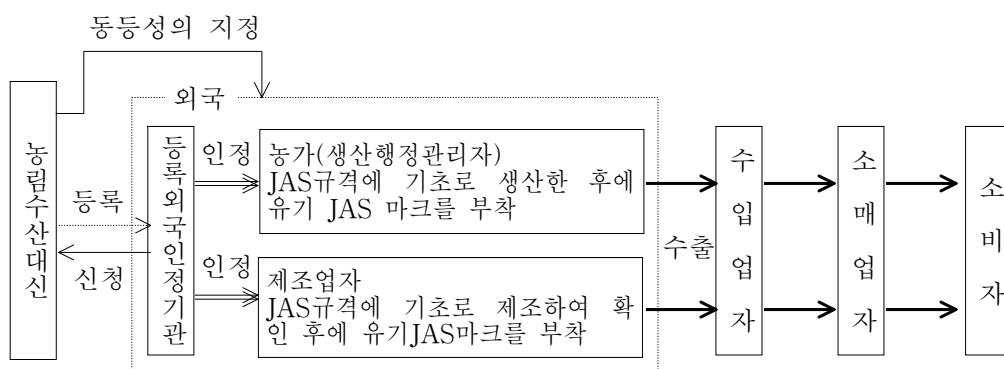 동등성의 지정
외국
농림수산대신
등록
신청
등록외국인정기관
인정
농가(생산행정관리자)
JAS규격에 기초로 생산한 후에
유기 JAS 마크를 부착
인정
제조업자
JAS규격에 기초로 제조하여 확
인 후에 유기JAS마크를 부착
수출
수입업자
소매업자
소비자